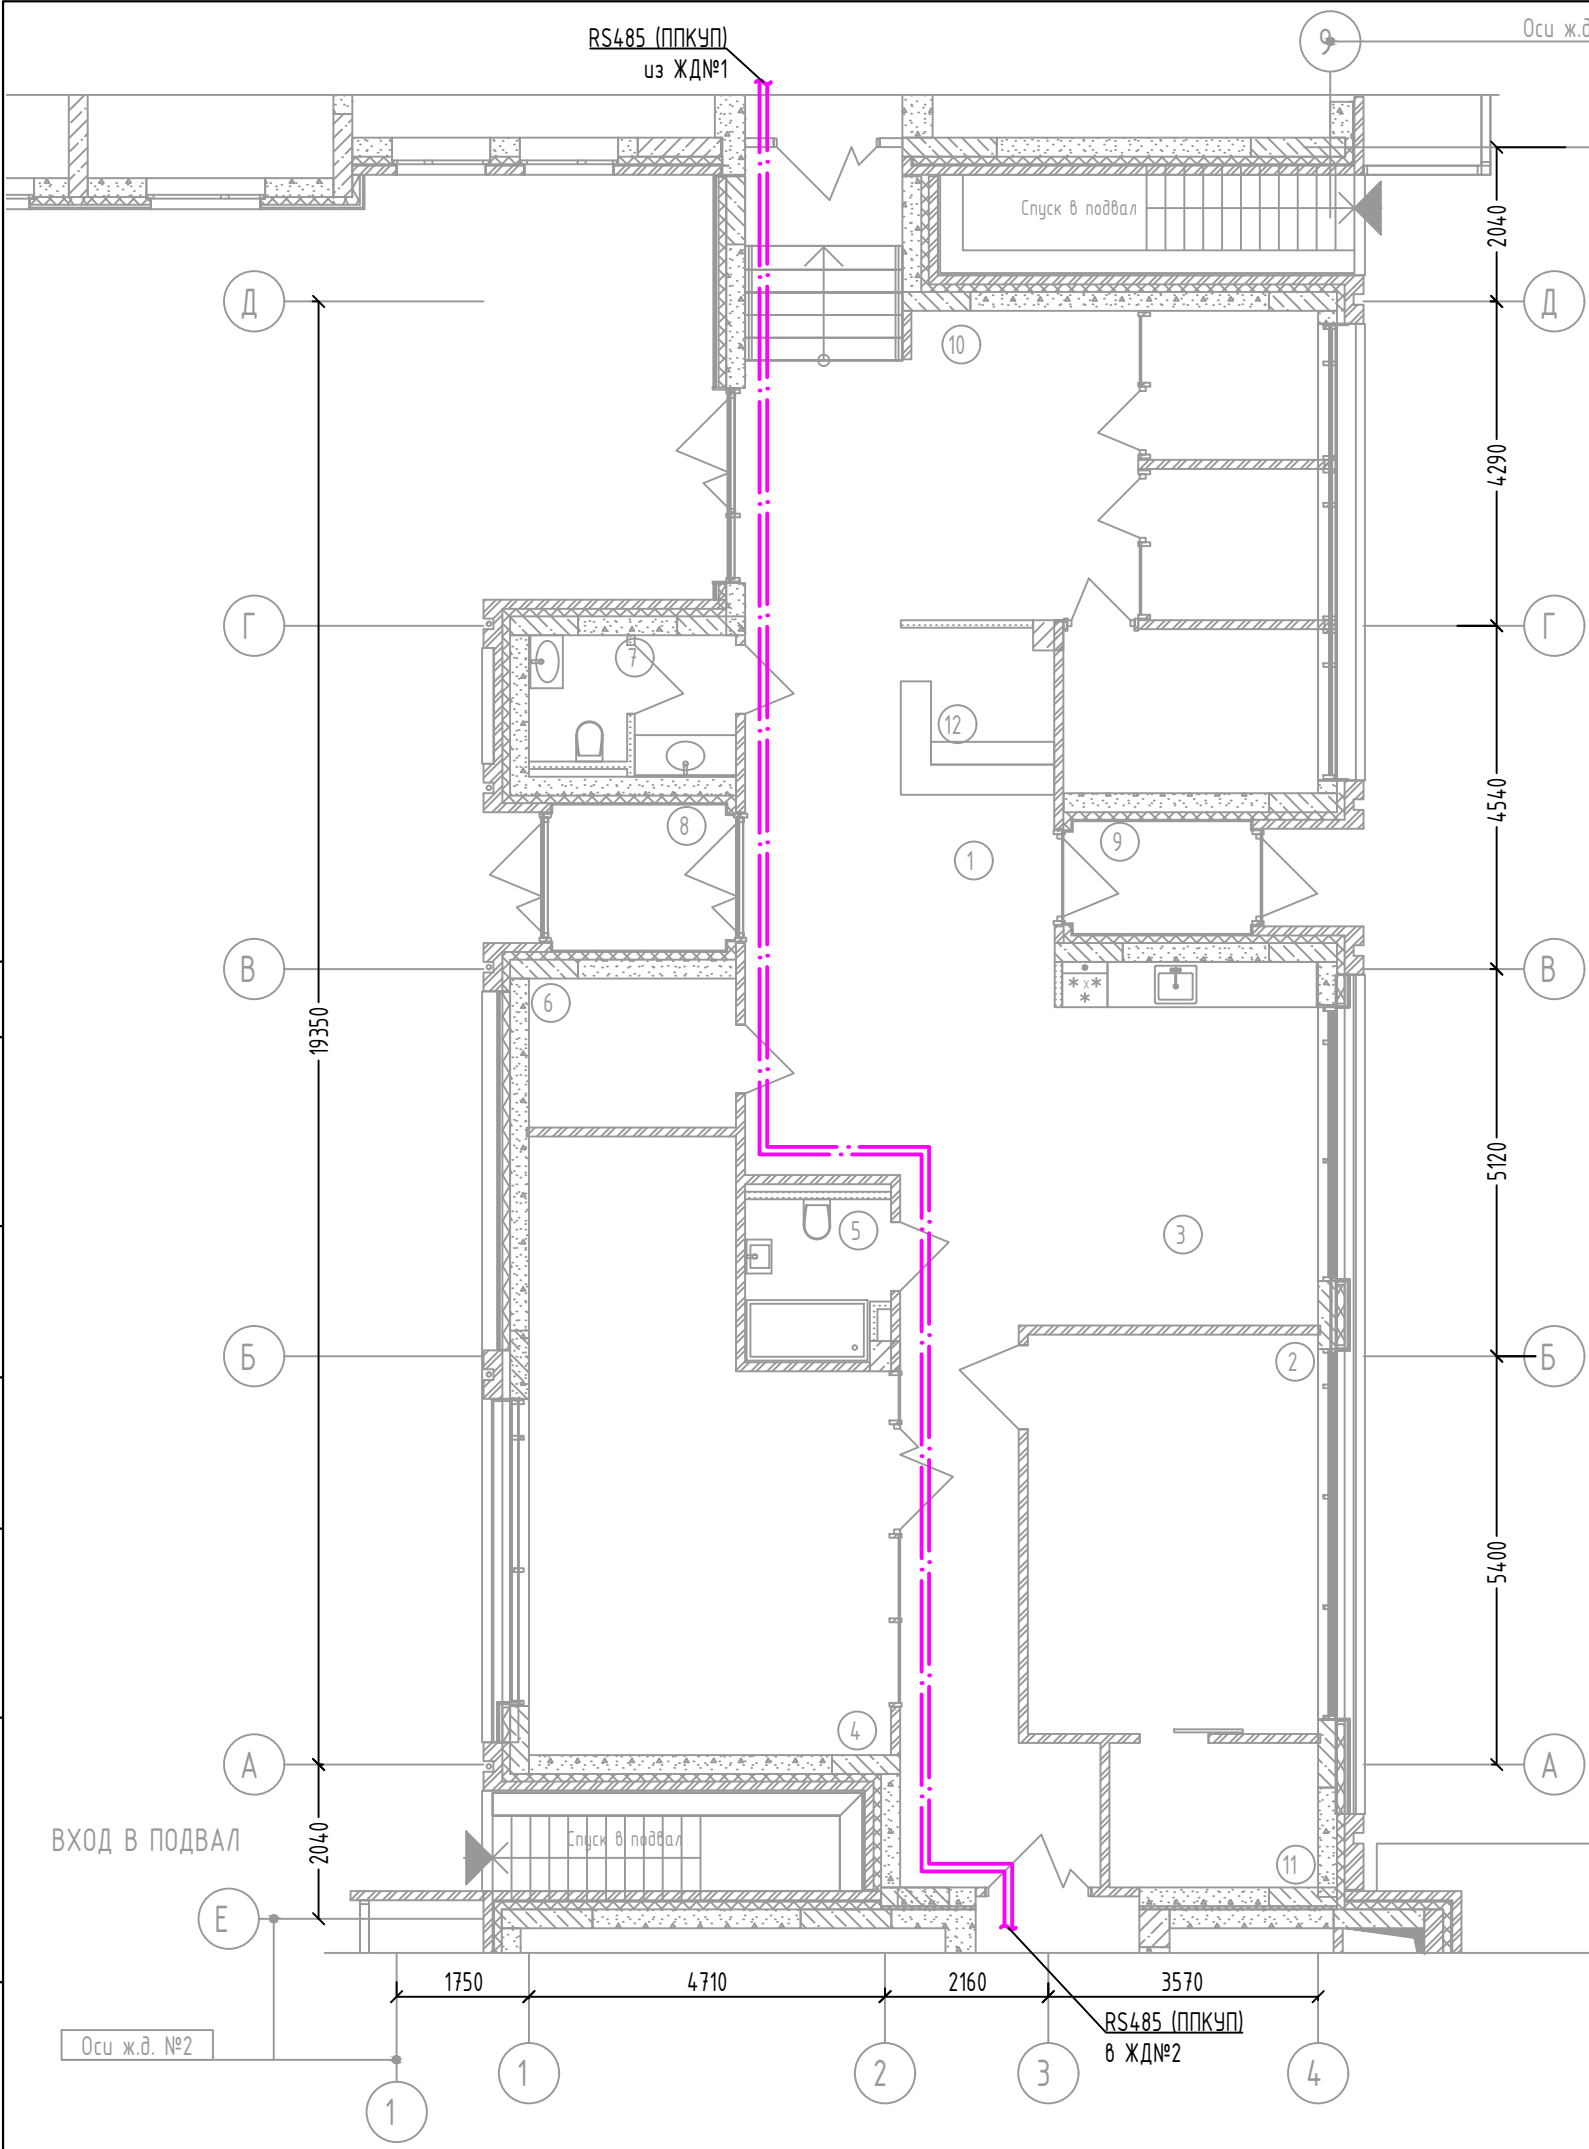 RS485 (ППКУП)
из ЖД№1
9
Оси ж.д
Спуск в подвал
2040
Д
Д
10
4290
Г
Г
7
12
4540
8
9
1
В
В
6
19350
5120
5
3
Б
Б
2
5400
4
А
А
ВХОД В ПОДВАЛ
2040
Спуск в подвал
11
Е
1750
4710
2160
3570
RS485 (ППКУП)
в ЖД№2
Оси ж.д. №2
1
2
3
4
1